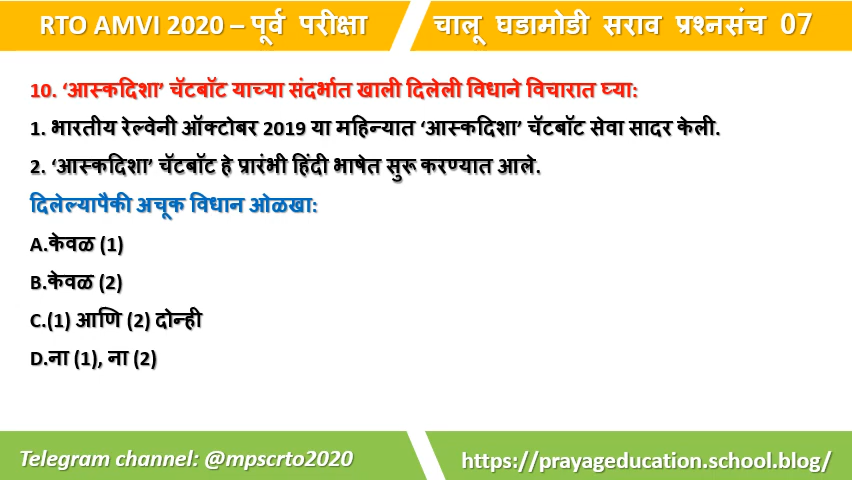 RTO AMVI 2020 – पूर्व परीक्षा
चालू घडामोडी सराव प्रश्नसंच 07
10. ‘आस्कदिशा’ चॅटबॉट याच्या संदर्भात खाली दिलेली विधाने विचारात घ्या:
1. भारतीय रेल्वेनी ऑक्टोबर 2019 या महिन्यात ‘आस्कदिशा’ चॅटबॉट सेवा सादर केली.
2. ‘आस्कदिशा’ चॅटबॉट हे प्रारंभी हिंदी भाषेत सुरू करण्यात आले.
दिलेल्यापैकी अचूक विधान ओळखा:
A.केवळ (1)
B.केवळ (2)
C.(1) आणि (2) दोन्ही
D.ना (1), ना (2)
Telegram channel: @mpscrto2020
https://prayageducation.school.blog/